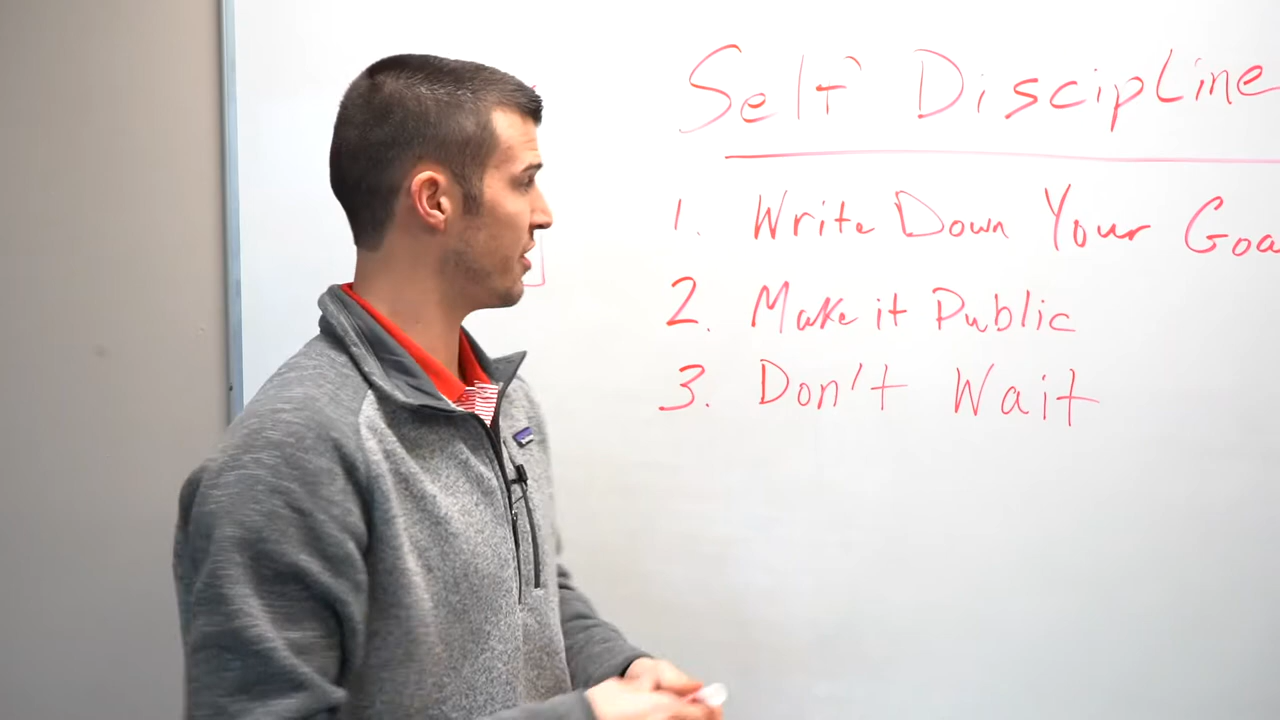 Self Discipline
1. Write Down Your Goa
2. Make it Public
3. Don't Wait